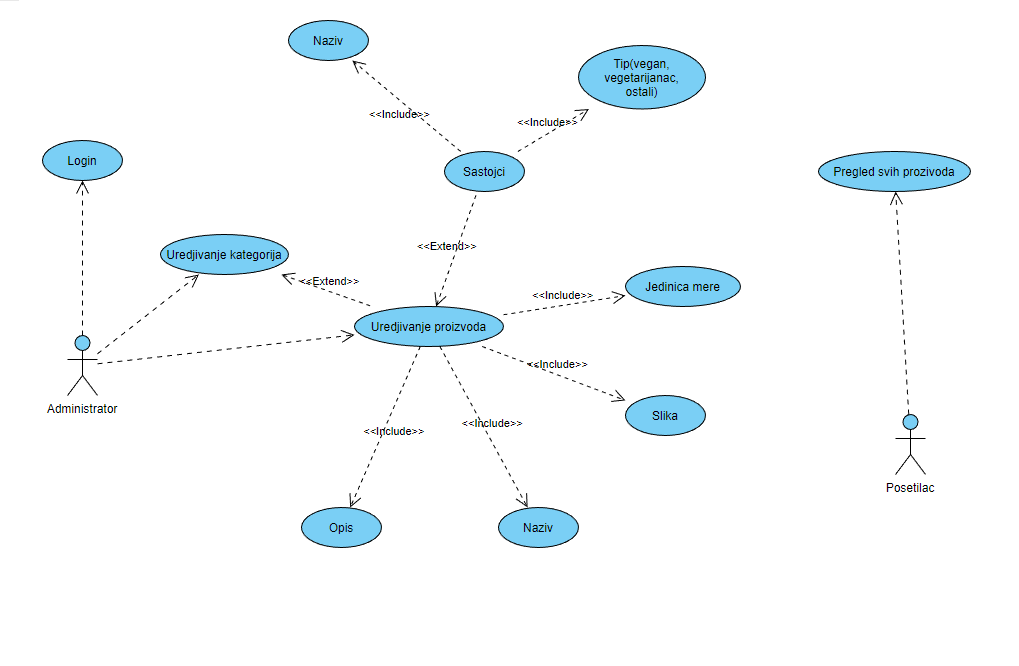 Naziv
Tip(vegan,
vegetarijanac,
ostali)
<<Include>>
<<Include>>
Login
Sastojci
Pregled svih prozivoda
<<Extend>>
Uredjivanje kategorija
<<Extend>>
Jedinica mere
<<Include>>
Uredjivanje proizvoda
<<Include>>
Administrator
Slika
<<Include>>
<<Include>>
Posetilac
Opis
Naziv